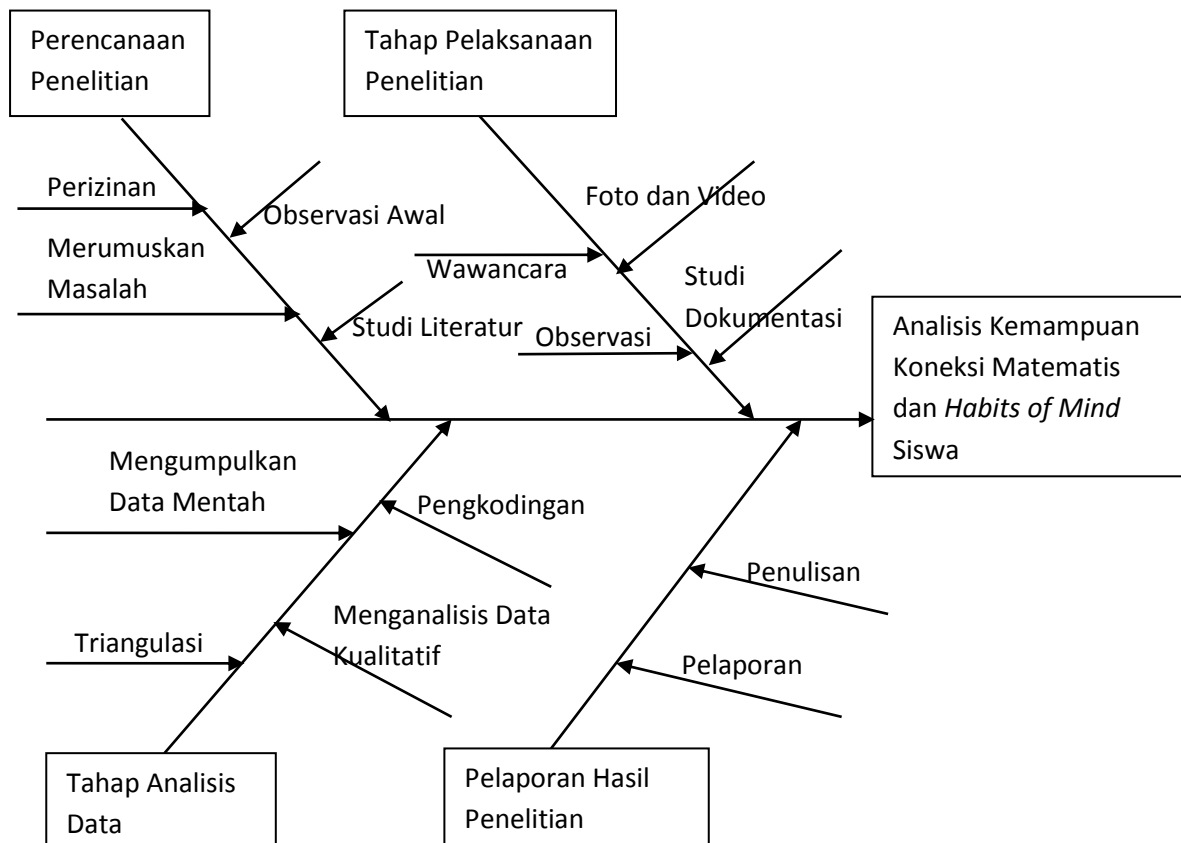 Perencanaan
Penelitian
Tahap Pelaksanaan
Penelitian
Perizinan
Observasi Awal
Merumuskan
Masalah
Studi Literatur
Foto dan Video
Wawancara
Studi
Dokumentasi
Observasi
Analisis Kemampuan
Koneksi Matematis
dan Habits of Mind
Siswa
Mengumpulkan
Data Mentah
Pengkodingan
Menganalisis Data
Kualitatif
Triangulasi
Penulisan
Pelaporan
Tahap Analisis
Data
Pelaporan Hasil
Penelitian